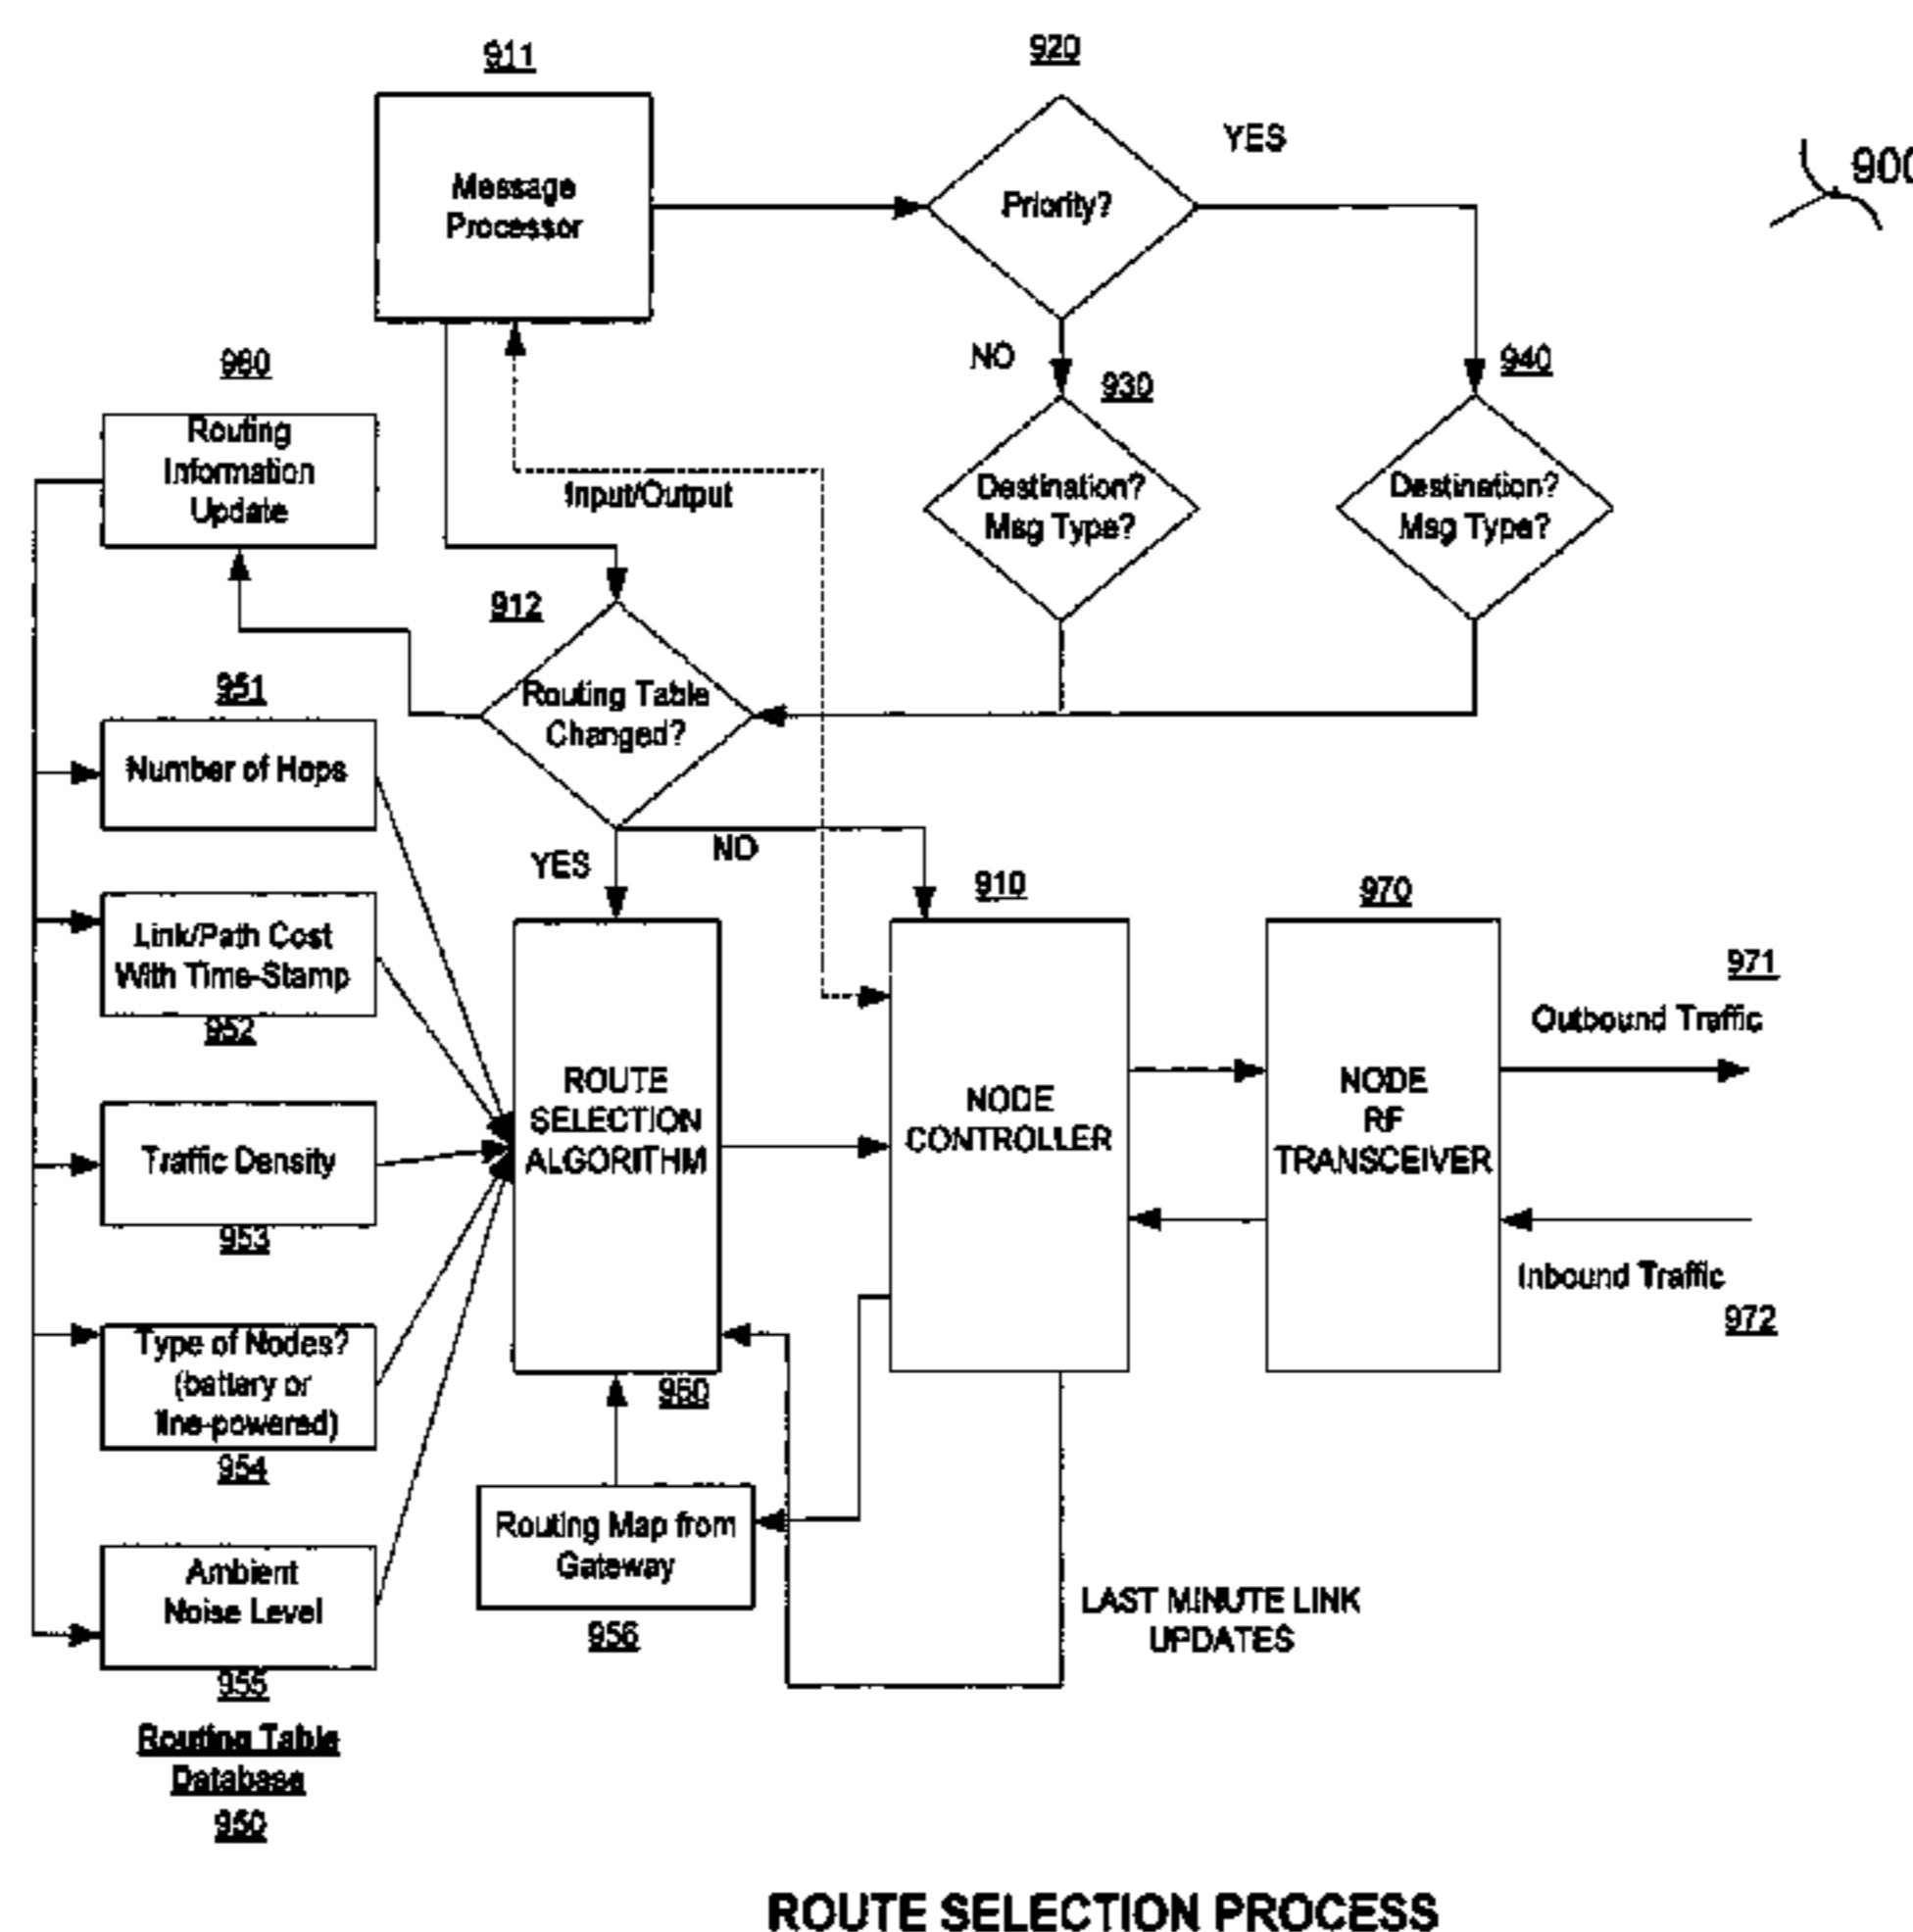 911
920
YES
900
Message
Processor
Priority?
NO
980
930
940
Routing
Information
Update
Input/Output
Destination?
Msg Type?
Destination?
Msg Type?
912
951
Routing Table
Changed?
Number of Hops
YES
NO
910
970
Link/Path Cost
With Time-Stamp
952
971
Outbound Traffic
ROUTE
SELECTION
ALGORITHM
NODE
CONTROLLER
NODE
RF
TRANSCEIVER
Traffic Density
953
Inbound Traffic
972
Type of Nodes?
(battery or
line-powered)
954
960
Routing Map from
Gateway
956
Ambient
Noise Level
955
LAST MINUTE LINK
UPDATES
Routing Table
Database
950
ROUTE SELECTION PROCESS